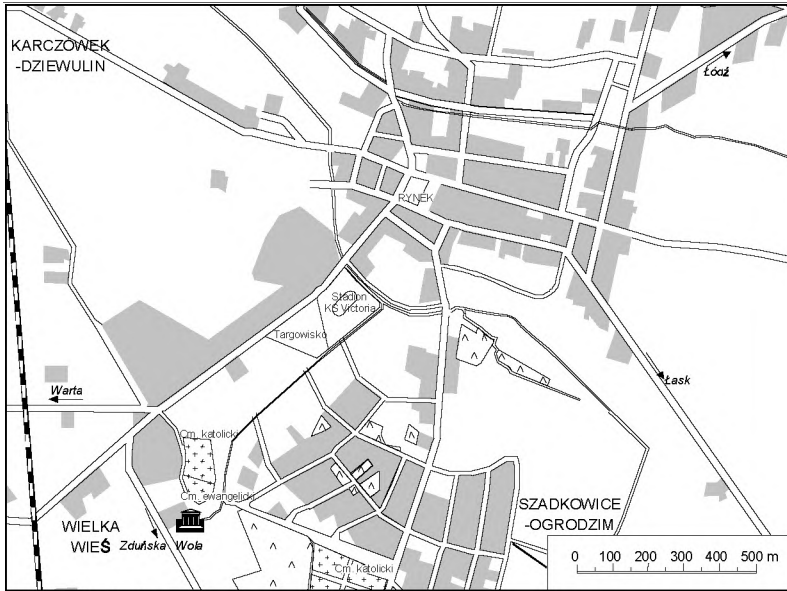 KARCZÓWEK
-DZIEWULIN
Łódź
RYNEK
Stadion
KS Victoria
Targowisko
Warta
Łask
Cm. katolicki
Cm. ewangelicki
WIELKA
WIEŚ
Zduńska Wola
SZADKOWICE
-OGRODZIM
Cm. katolicki
0 100 200 300 400 500 m